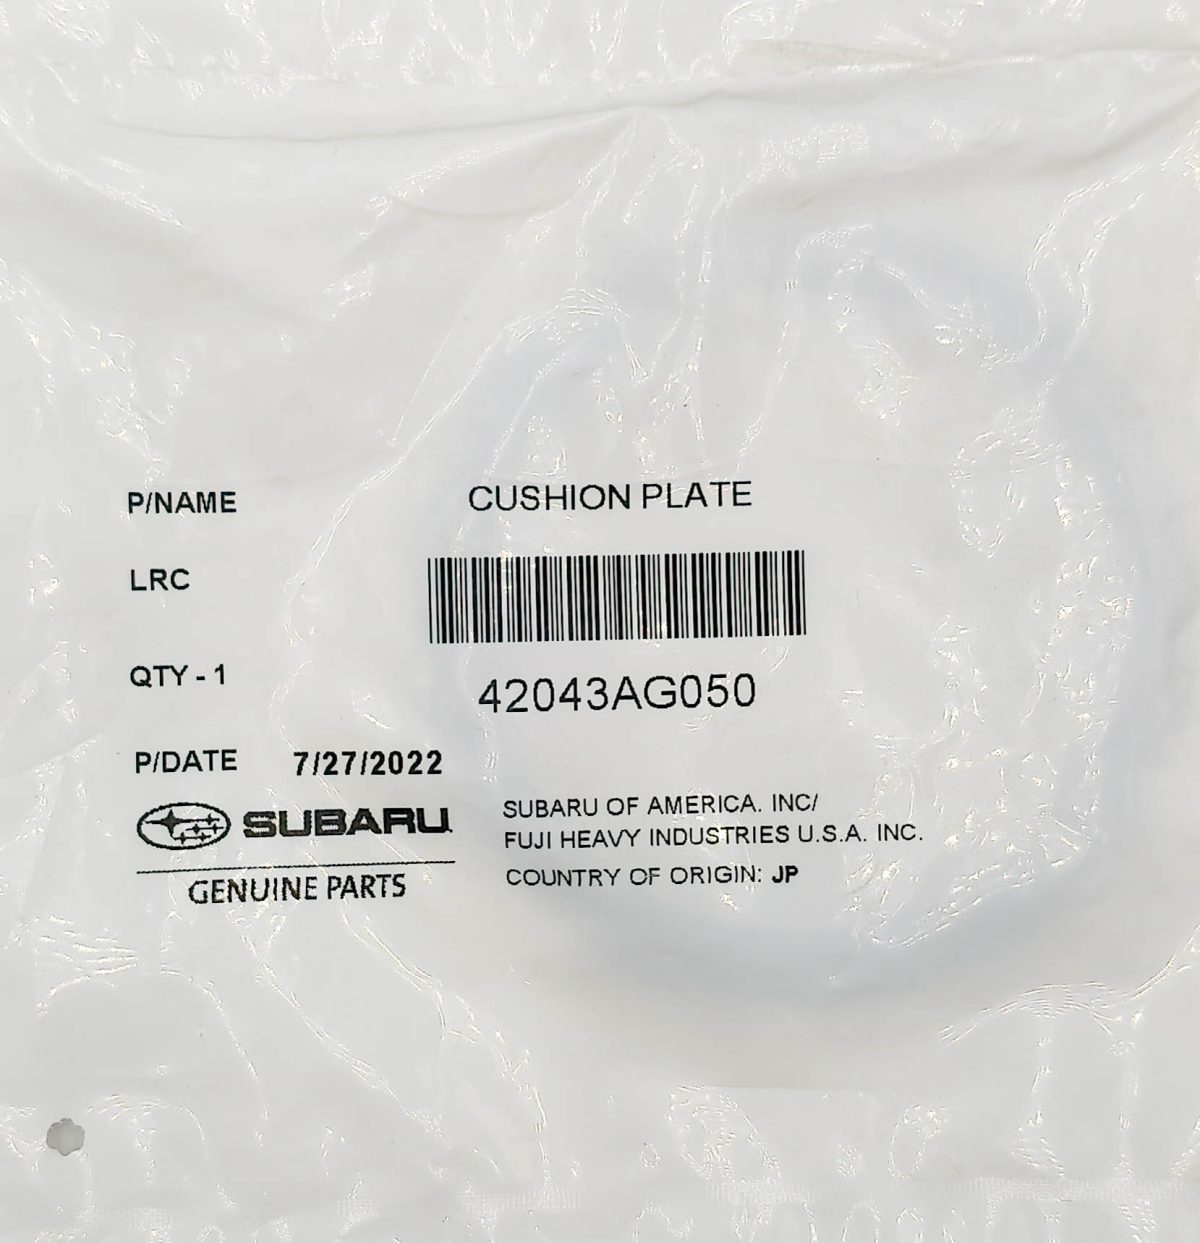 P/NAME CUSHION PLATE
LRC
QTY - 1
42043AG050
P/DATE 7/27/2022
SUBARU
GENUINE PARTS
SUBARU OF AMERICA. INC/
FUJI HEAVY INDUSTRIES U.S.A. INC.
COUNTRY OF ORIGIN: JP